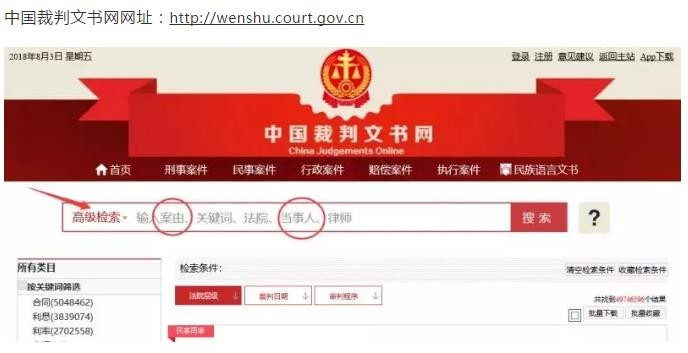 中国裁判文书网网址：http://wenshu.court.gov.cn
2018年8月3日 星期五
登录 注册 意见建议 返回主站 App下载
中国裁判文书网
China Judgements Online
首页 刑事案件 民事案件 行政案件 赔偿案件 执行案件 民族语言文书
高级检索 输入案由、关键词、法院、当事人、律师 搜索 ?
所有类目
检索条件：
清空检索条件 收藏检索条件
按关键词筛选
合同(5048462)
利息(3839074)
利率(2702558)
法院层级 裁判日期 审判程序
共找到49746596个结果
批量下载 批量收藏